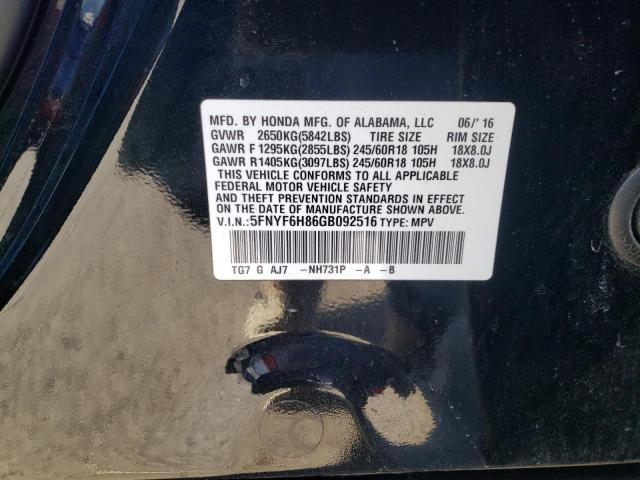 MFD. BY HONDA MFG. OF ALABAMA, LLC 06/'16
GVWR 2650KG(5842LBS) TIRE SIZE RIM SIZE
GAWR F 1295KG(2855LBS) 245/60R18 105H 18X8.0J
GAWR R 1405KG(3097LBS) 245/60R18 105H 18X8.0J
THIS VEHICLE CONFORMS TO ALL APPLICABLE
FEDERAL MOTOR VEHICLE SAFETY
AND THEFT PREVENTION STANDARDS IN EFFECT
ON THE DATE OF MANUFACTURE SHOWN ABOVE.
V.I.N.:5FNYF6H86GB092516 TYPE: MPV
TG7 G AJ7 -NH731P -A -B